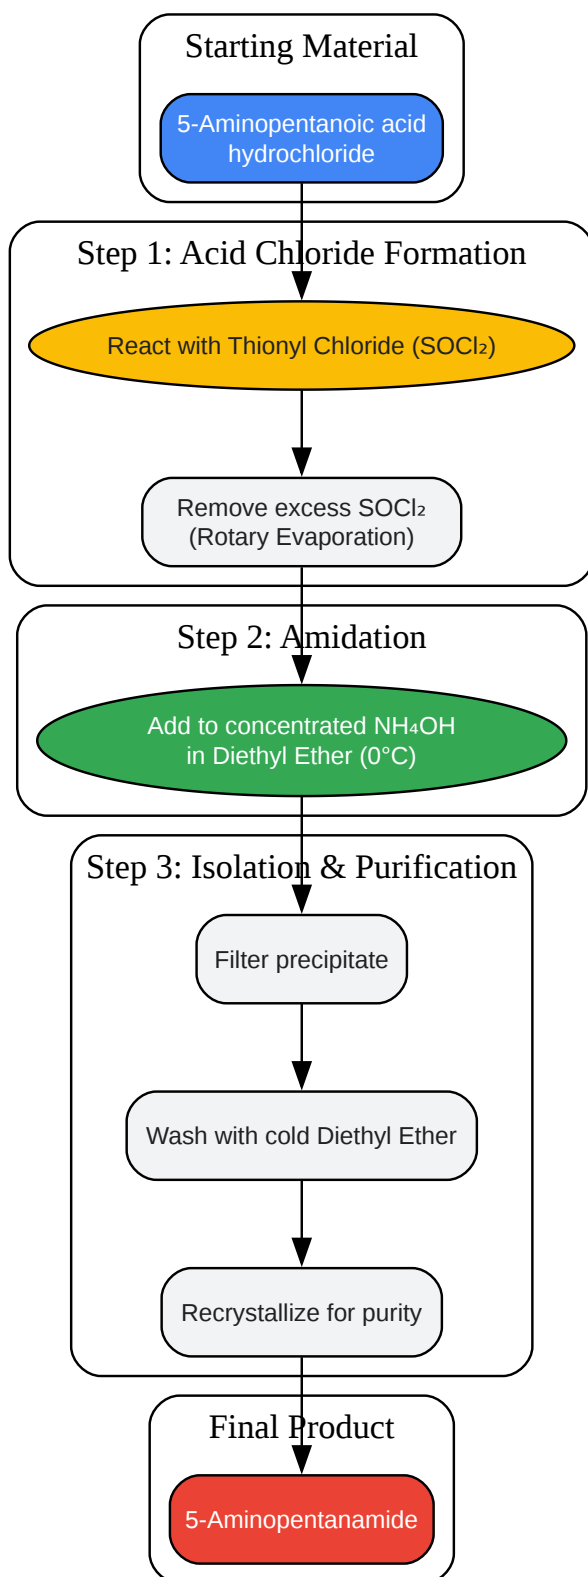 Starting Material
5-Aminopentanoic acid
hydrochloride
Step 1: Acid Chloride Formation
React with Thionyl Chloride (SOCl₂)
Remove excess SOCl₂
(Rotary Evaporation)
Step 2: Amidation
Add to concentrated NH₄OH
in Diethyl Ether (0°C)
Step 3: Isolation & Purification
Filter precipitate
Wash with cold Diethyl Ether
Recrystallize for purity
Final Product
5-Aminopentanamide